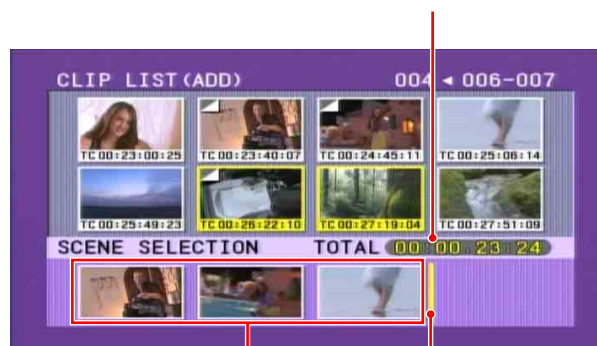 CLIP LIST(ADD) 004 ◄ 006-007
TC 00:23:00:25 TC 00:23:40:07 TC 00:24:45:11 TC 00:25:06:14
TC 00:25:49:23 TC 00:26:22:10 TC 00:27:19:04 TC 00:27:51:09
SCENE SELECTION TOTAL 00:00.23:24